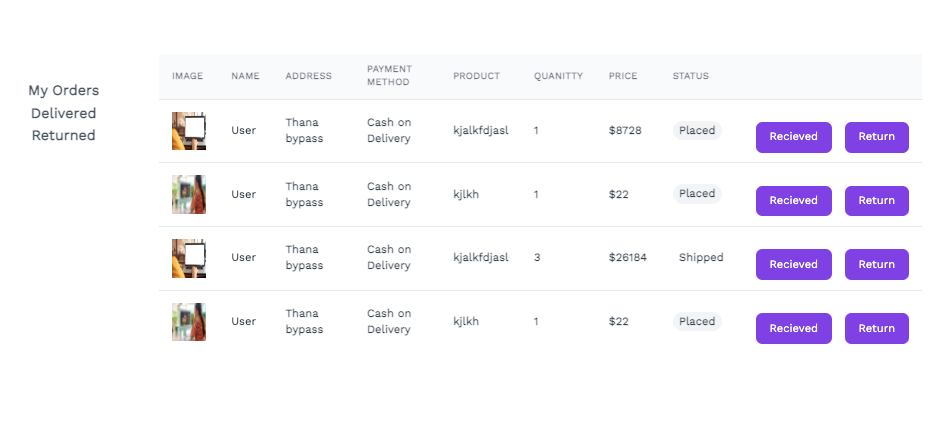 My Orders
Delivered
Returned
IMAGE NAME ADDRESS PAYMENT METHOD PRODUCT QUANITTY PRICE STATUS
User Thana bypass Cash on Delivery kjalkfdjasl 1 $8728 Placed Recieved Return
User Thana bypass Cash on Delivery kjlkh 1 $22 Placed Recieved Return
User Thana bypass Cash on Delivery kjalkfdjasl 3 $26184 Shipped Recieved Return
User Thana bypass Cash on Delivery kjlkh 1 $22 Placed Recieved Return